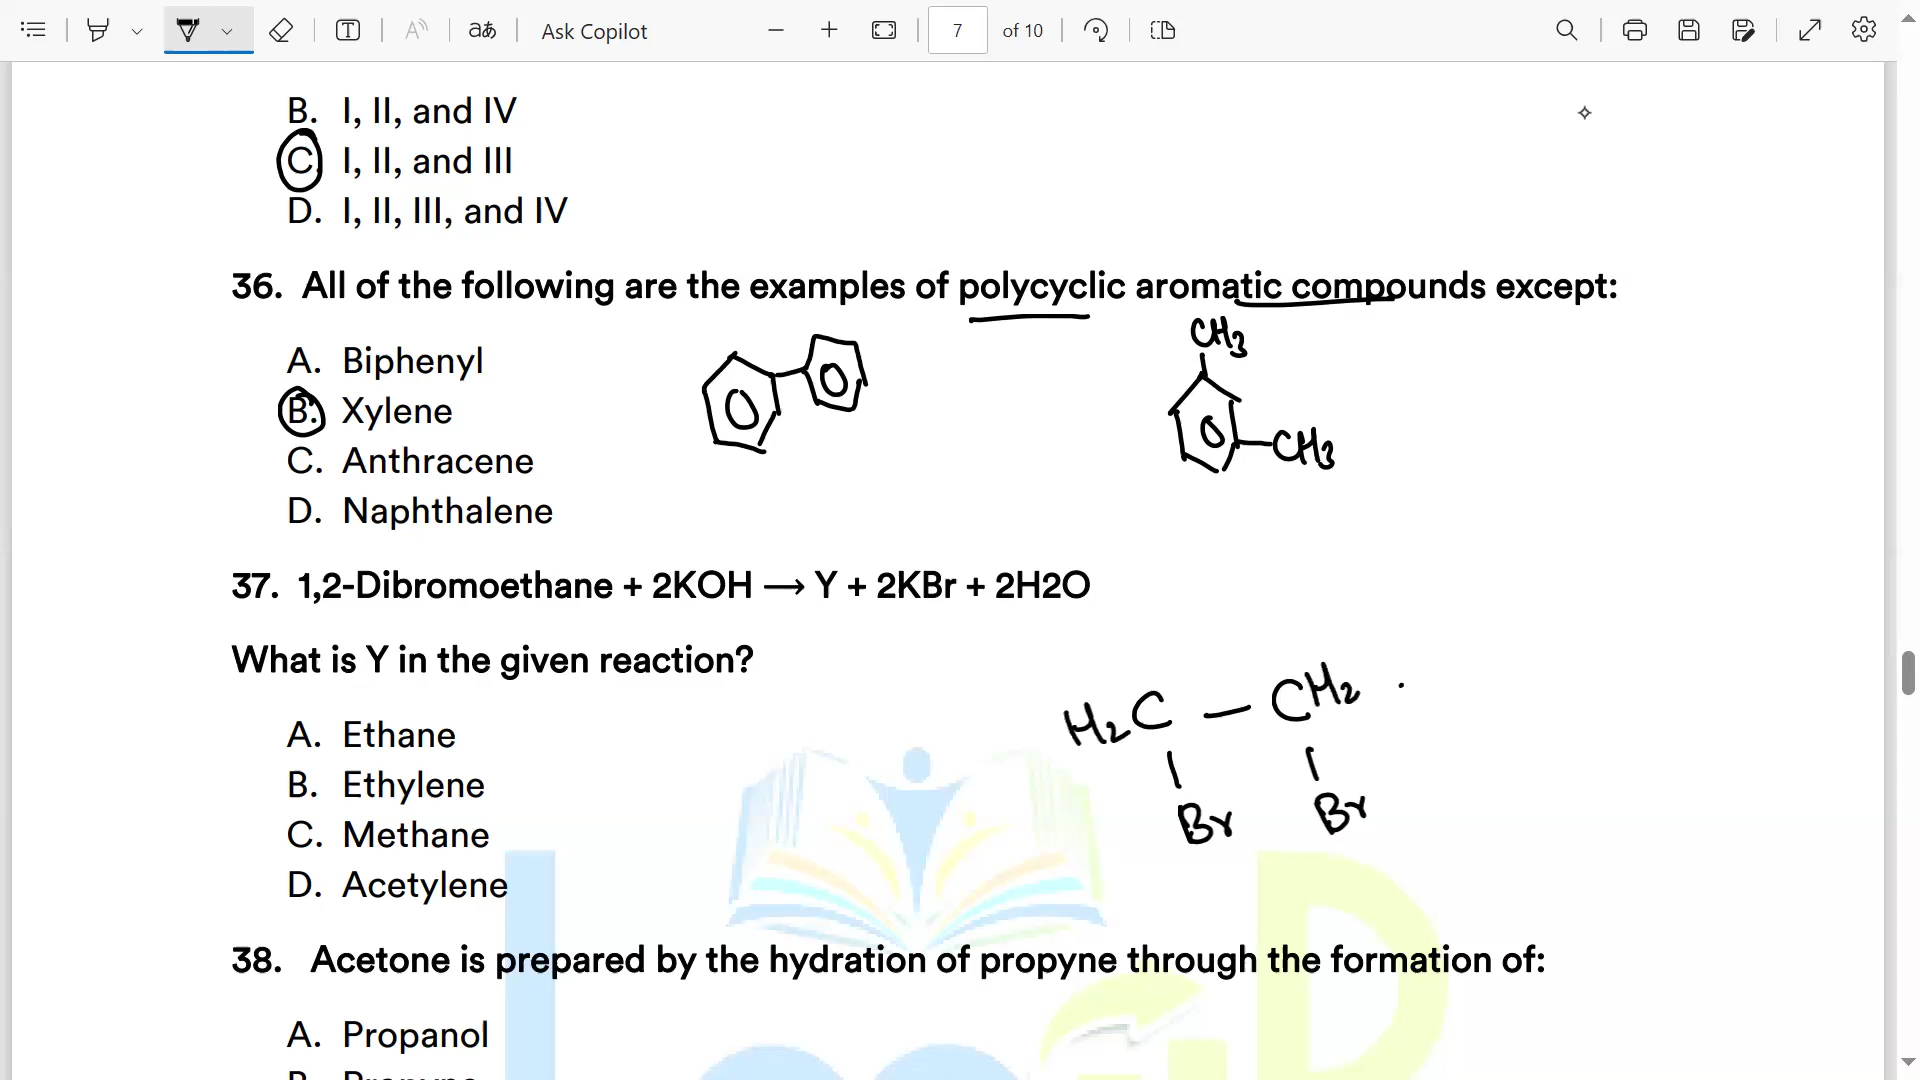 aあ Ask Copilot 7 of 10
B. I, II, and IV
C. I, II, and III
D. I, II, III, and IV
36. All of the following are the examples of polycyclic aromatic compounds except:
CH3
A. Biphenyl
B. Xylene
CH3
C. Anthracene
D. Naphthalene
37. 1,2-Dibromoethane + 2KOH ⟶ Y + 2KBr + 2H2O
What is Y in the given reaction?
H2C — CH2
A. Ethane
B. Ethylene
Br Br
C. Methane
D. Acetylene
38. Acetone is prepared by the hydration of propyne through the formation of:
A. Propanol